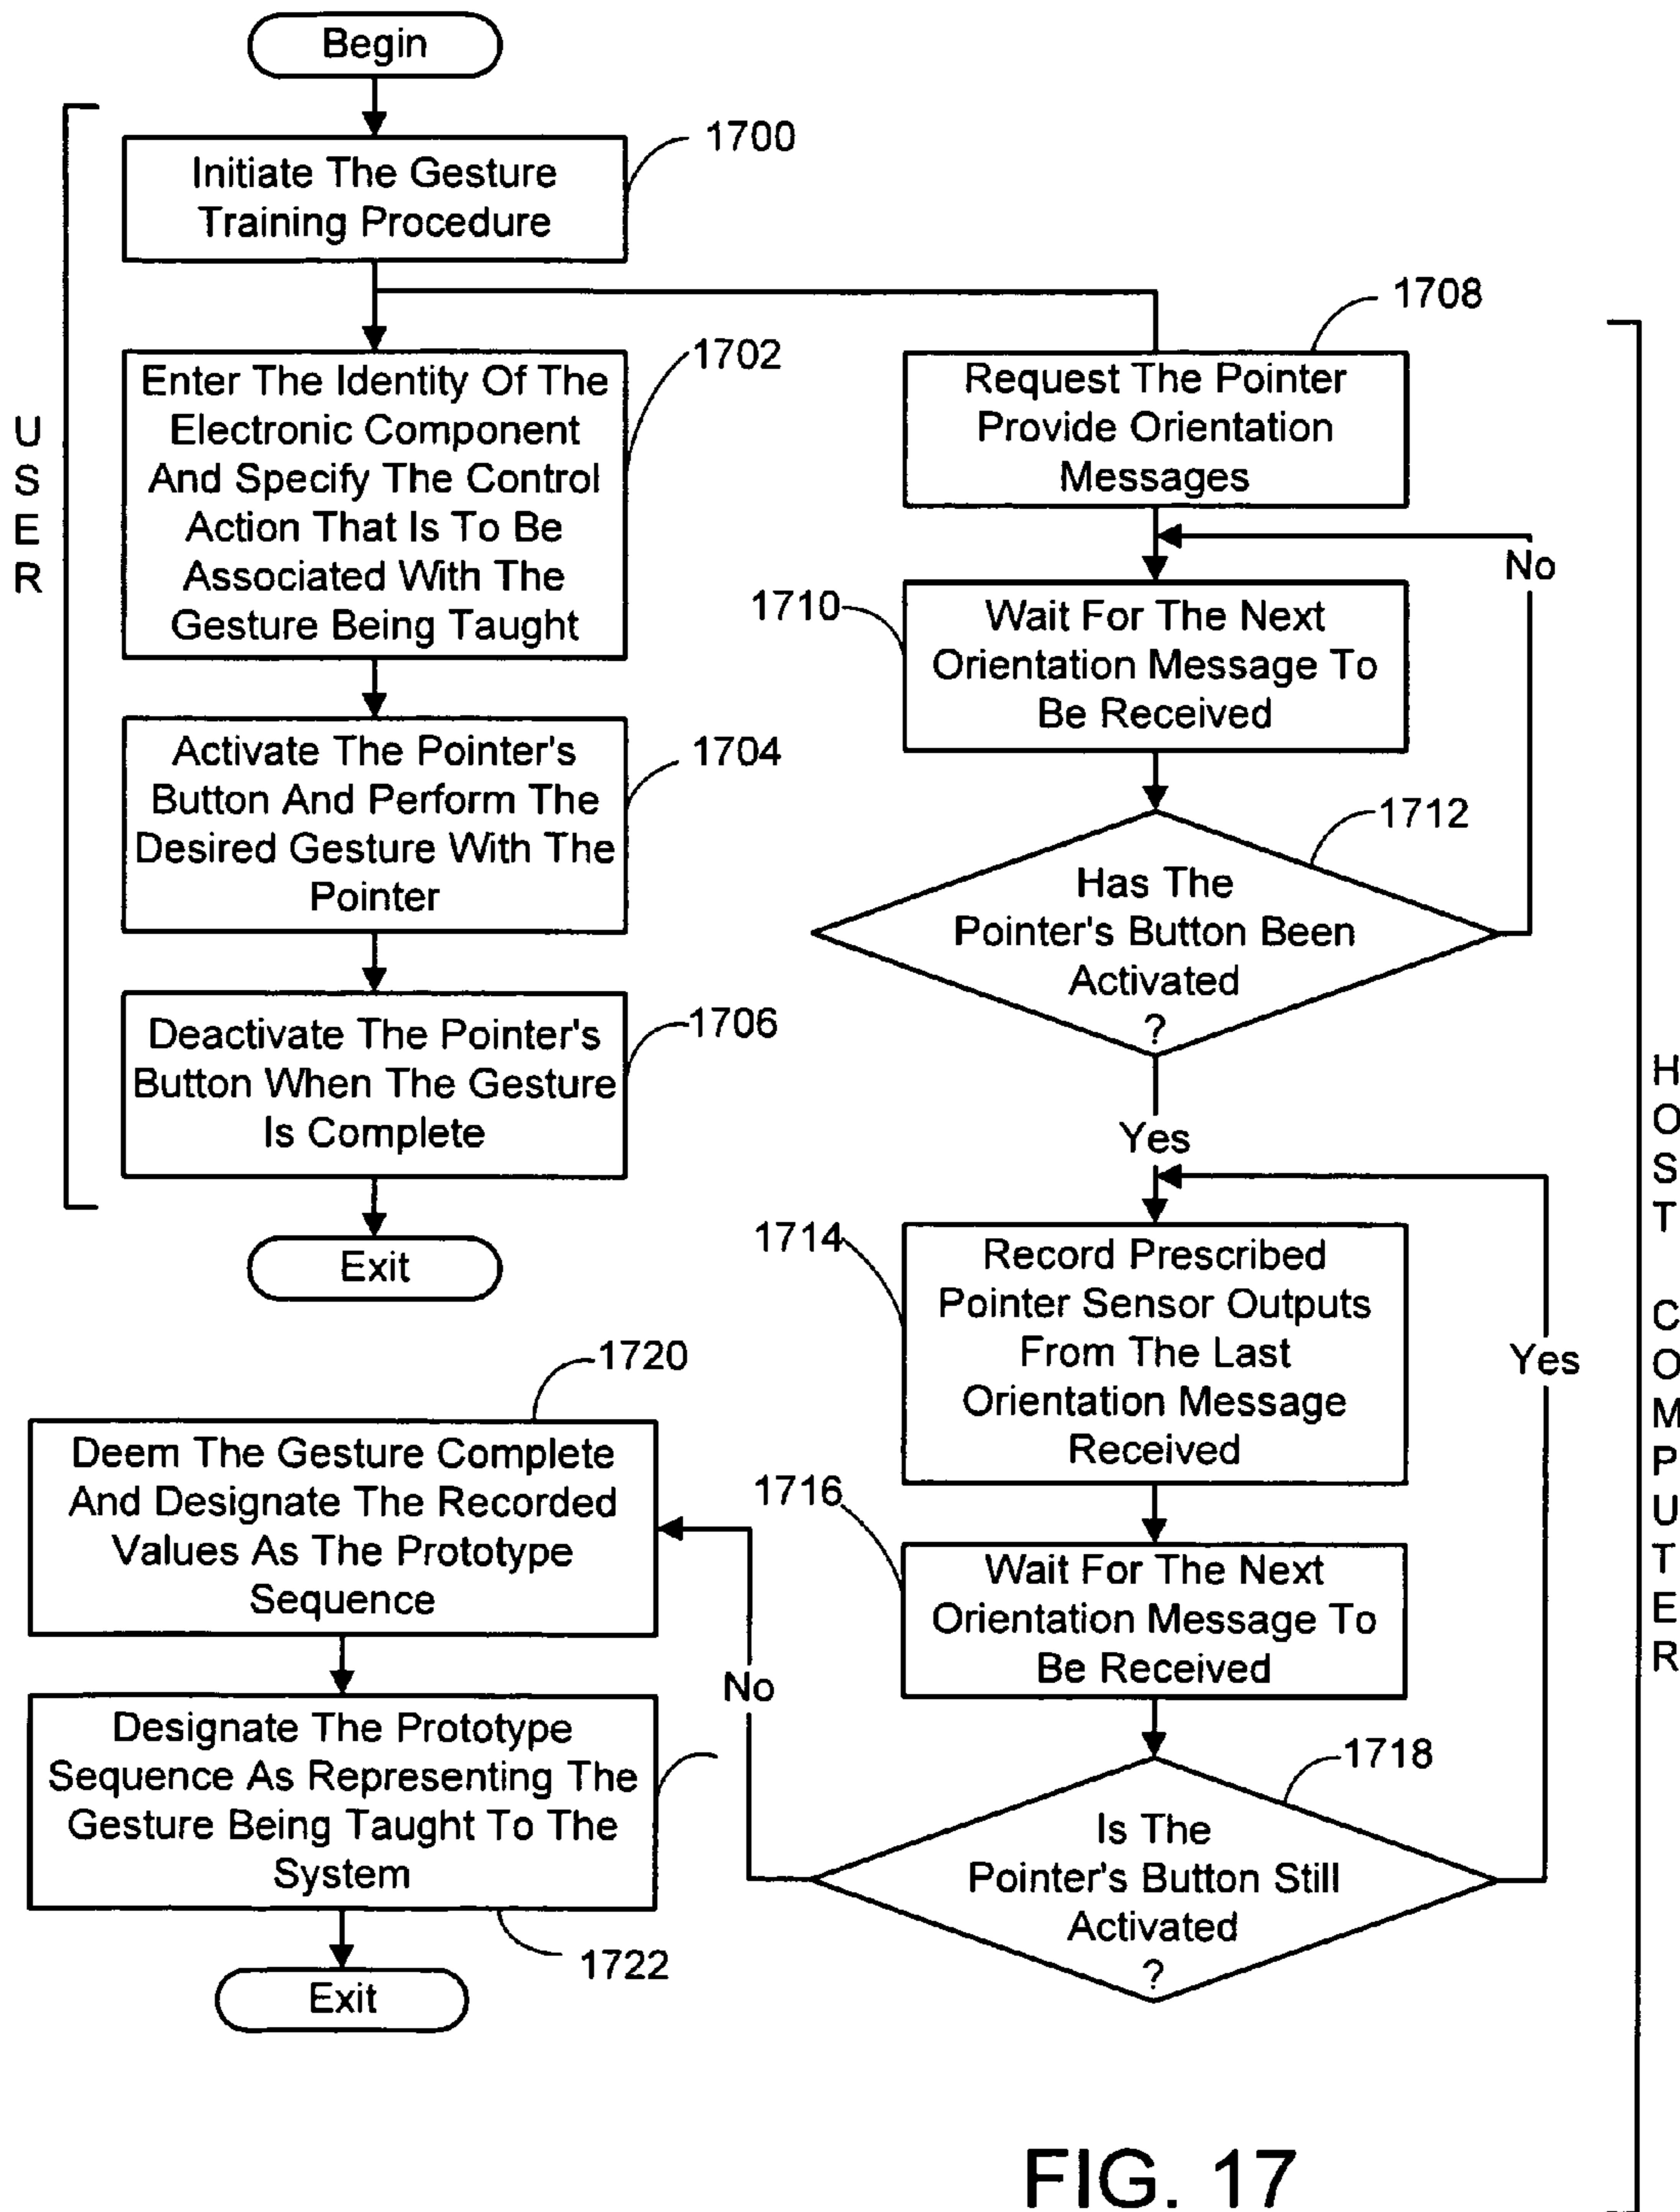 Begin
1700
Initiate The Gesture
Training Procedure
1702
Enter The Identity Of The
Electronic Component
And Specify The Control
Action That Is To Be
Associated With The
Gesture Being Taught
1704
Activate The Pointer's
Button And Perform The
Desired Gesture With The
Pointer
1706
Deactivate The Pointer's
Button When The Gesture
Is Complete
Exit
USER
1708
Request The Pointer
Provide Orientation
Messages
No
1710
Wait For The Next
Orientation Message To
Be Received
1712
Has The
Pointer's Button Been
Activated
?
Yes
1714
Record Prescribed
Pointer Sensor Outputs
From The Last
Orientation Message
Received
Yes
1716
Wait For The Next
Orientation Message To
Be Received
1718
Is The
Pointer's Button Still
Activated
?
No
1720
Deem The Gesture Complete
And Designate The Recorded
Values As The Prototype
Sequence
Designate The Prototype
Sequence As Representing The
Gesture Being Taught To The
System
1722
Exit
HOST COMPUTER
FIG. 17